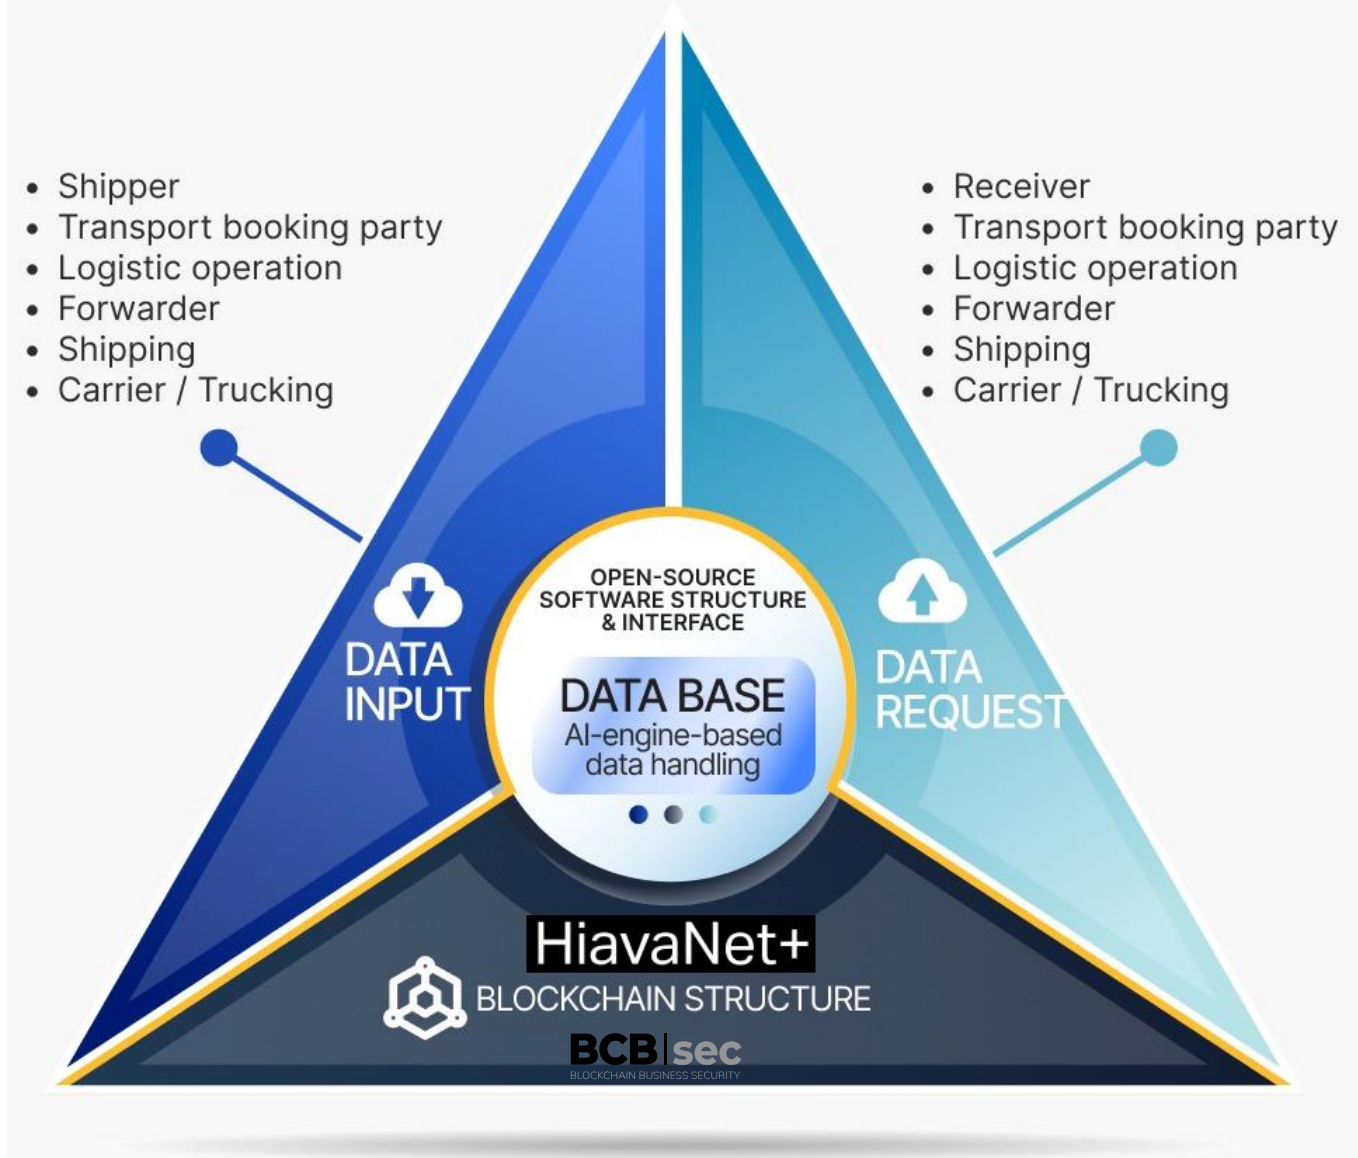 • Shipper
• Transport booking party
• Logistic operation
• Forwarder
• Shipping
• Carrier / Trucking
• Receiver
• Transport booking party
• Logistic operation
• Forwarder
• Shipping
• Carrier / Trucking
DATA
INPUT
OPEN-SOURCE
SOFTWARE STRUCTURE
& INTERFACE
DATA BASE
AI-engine-based
data handling
DATA
REQUEST
HiavaNet+
BLOCKCHAIN STRUCTURE
BCB|sec
BLOCKCHAIN BUSINESS SECURITY